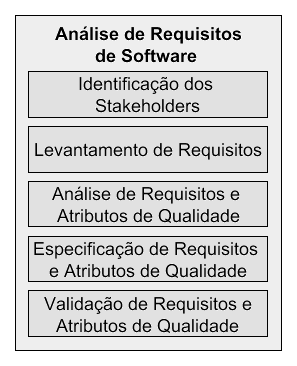 Análise de Requisitos
de Software
Identificação dos
Stakeholders
Levantamento de Requisitos
Análise de Requisitos e
Atributos de Qualidade
Especificação de Requisitos
e Atributos de Qualidade
Validação de Requisitos e
Atributos de Qualidade